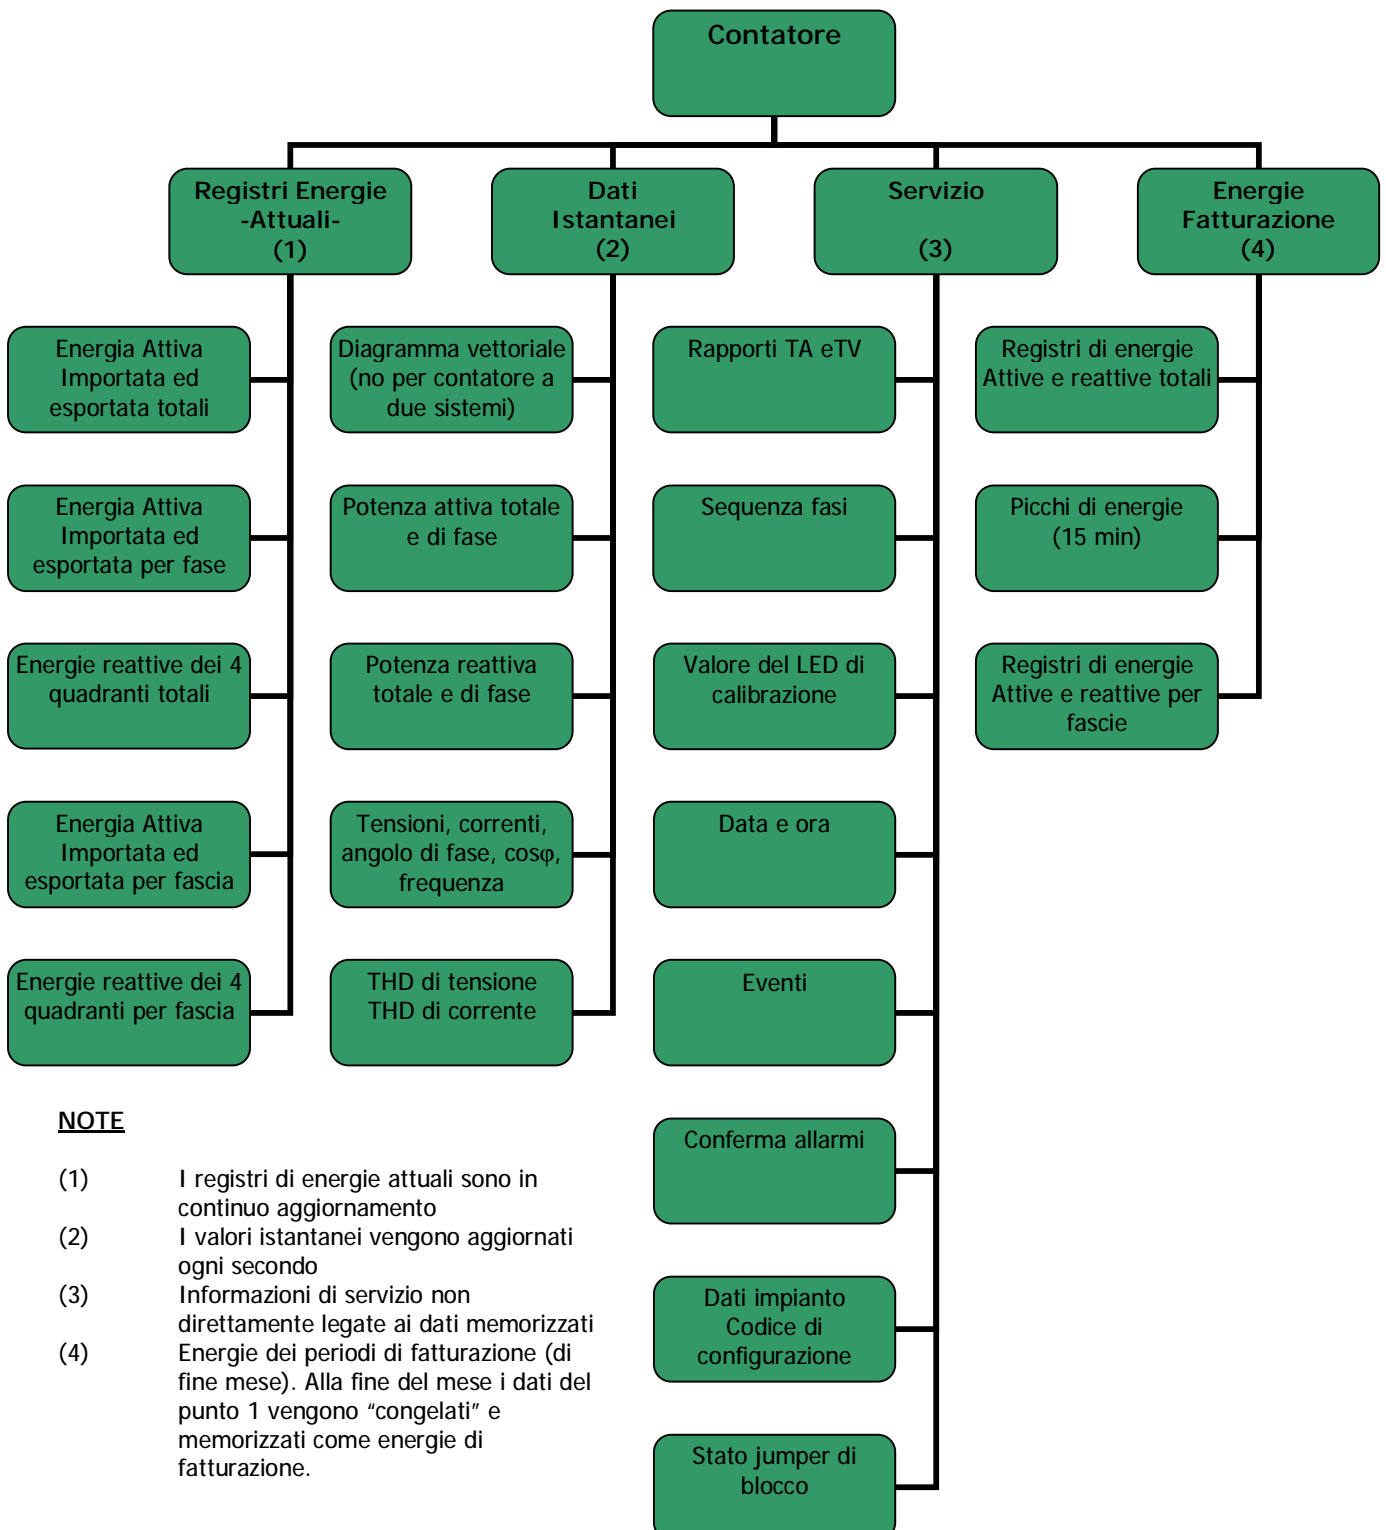 Contatore
Registri Energie
-Attuali-
(1)
Dati
Istantanei
(2)
Servizio
(3)
Energie
Fatturazione
(4)
Energia Attiva
Importata ed
esportata totali
Energia Attiva
Importata ed
esportata per fase
Energie reattive dei 4
quadranti totali
Energia Attiva
Importata ed
esportata per fascia
Energie reattive dei 4
quadranti per fascia
Diagramma vettoriale
(no per contatore a
due sistemi)
Potenza attiva totale
e di fase
Potenza reattiva
totale e di fase
Tensioni, correnti,
angolo di fase, cosφ,
frequenza
THD di tensione
THD di corrente
Rapporti TA eTV
Sequenza fasi
Valore del LED di
calibrazione
Data e ora
Eventi
Conferma allarmi
Dati impianto
Codice di
configurazione
Stato jumper di
blocco
Registri di energie
Attive e reattive totali
Picchi di energie
(15 min)
Registri di energie
Attive e reattive per
fascie
NOTE
(1) I registri di energie attuali sono in
continuo aggiornamento
(2) I valori istantanei vengono aggiornati
ogni secondo
(3) Informazioni di servizio non
direttamente legate ai dati memorizzati
(4) Energie dei periodi di fatturazione (di
fine mese). Alla fine del mese i dati del
punto 1 vengono “congelati” e
memorizzati come energie di
fatturazione.